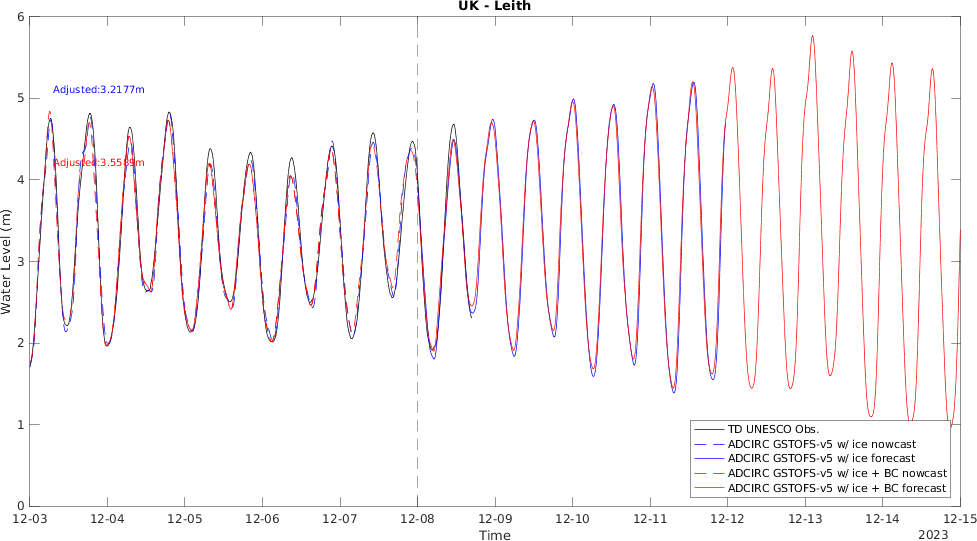 UK - Leith
6
5
4
3
2
1
0
Water Level (m)
Adjusted:3.2177m
Adjusted:3.5589m
TD UNESCO Obs.
ADCIRC GSTOFS-v5 w/ ice nowcast
ADCIRC GSTOFS-v5 w/ ice forecast
ADCIRC GSTOFS-v5 w/ ice + BC nowcast
ADCIRC GSTOFS-v5 w/ ice + BC forecast
12-03 12-04 12-05 12-06 12-07 12-08 12-09 12-10 12-11 12-12 12-13 12-14 12-15
Time
2023